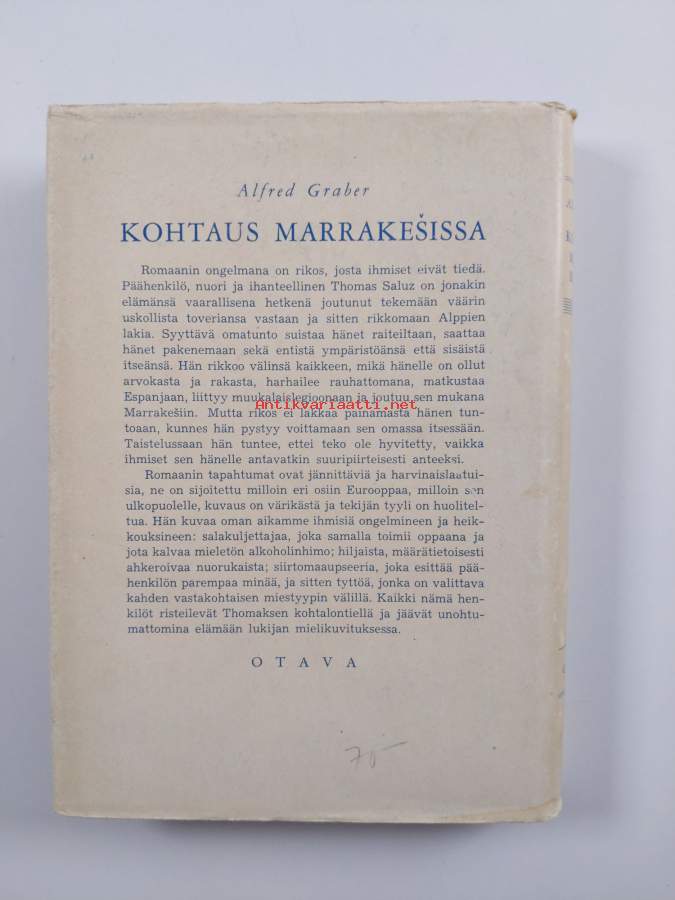 Alfred Graber
KOHTAUS MARRAKEŠISSA
Romaanin ongelmana on rikos, josta ihmiset eivät tiedä.
Päähenkilö, nuori ja ihanteellinen Thomas Saluz on jonakin
elämänsä vaarallisena hetkenä joutunut tekemään väärin
uskollista toveriansa vastaan ja sitten rikkomaan Alppien
lakia. Syyttävä omatunto suistaa hänet raiteiltaan, saattaa
hänet pakenemaan sekä entistä ympäristöänsä että sisäistä
itseänsä. Hän rikkoo välinsä kaikkeen, mikä hänelle on ollut
arvokasta ja rakasta, harhailee rauhattomana, matkustaa
Espanjaan, liittyy muukalaislegioonaan ja joutuu sen mukana
Antikvariaatti.net
Marrakešiin. Mutta rikos ei lakkaa painamasta hänen tun-
toaan, kunnes hän pystyy voittamaan sen omassa itsessään.
Taistelussaan hän tuntee, ettei teko ole hyvitetty, vaikka
ihmiset sen hänelle antavatkin suuripiirteisesti anteeksi.
Romaanin tapahtumat ovat jännittäviä ja harvinaislaatui-
sia, ne on sijoitettu milloin eri osiin Eurooppaa, milloin sen
ulkopuolelle, kuvaus on värikästä ja tekijän tyyli on huolitel-
tua. Hän kuvaa oman aikamme ihmisiä ongelmineen ja heik-
kouksineen: salakuljettajaa, joka samalla toimii oppaana ja
jota kalvaa mieletön alkoholinhimo; hiljaista, määrätietoisesti
ahkeroivaa nuorukaista; siirtomaaupseeria, joka esittää pää-
henkilön parempaa minää, ja sitten tyttöä, jonka on valittava
kahden vastakohtaisen miestyypin välillä. Kaikki nämä hen-
kilöt risteilevät Thomaksen kohtalontiellä ja jäävät unohtu-
mattomina elämään lukijan mielikuvituksessa.
OTAVA